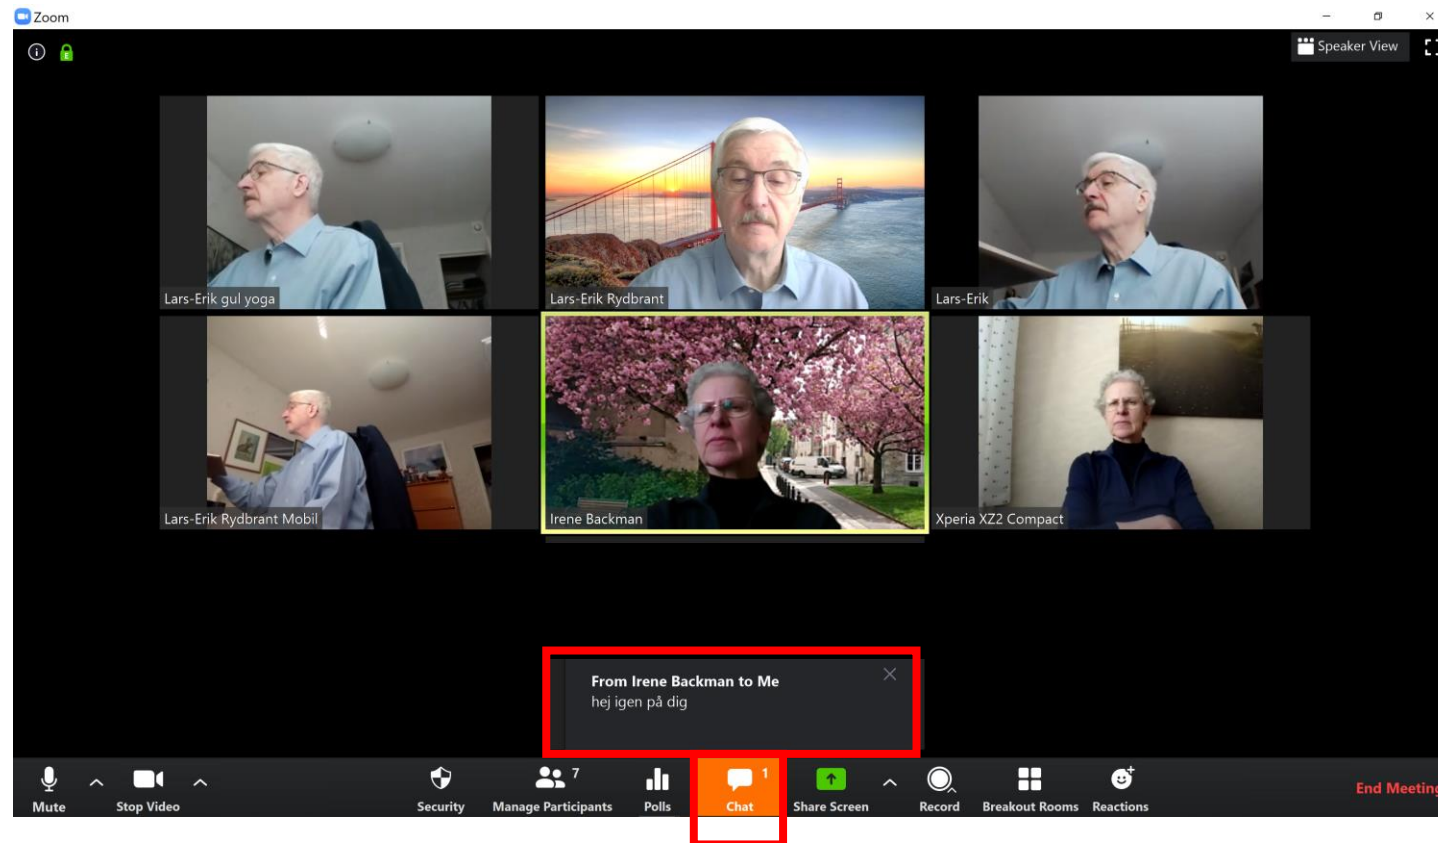 Zoom
Speaker View
E
Lars-Erik gul yoga
Lars-Erik Rydbrant
Lars-Erik
Lars-Erik Rydbrant Mobil
Irene Backman
Xperia XZ2 Compact
From Irene Backman to Me
hej igen på dig
7
1
Mute
Stop Video
Security
Manage Participants
Polls
Chat
Share Screen
Record
Breakout Rooms
Reactions
End Meeting